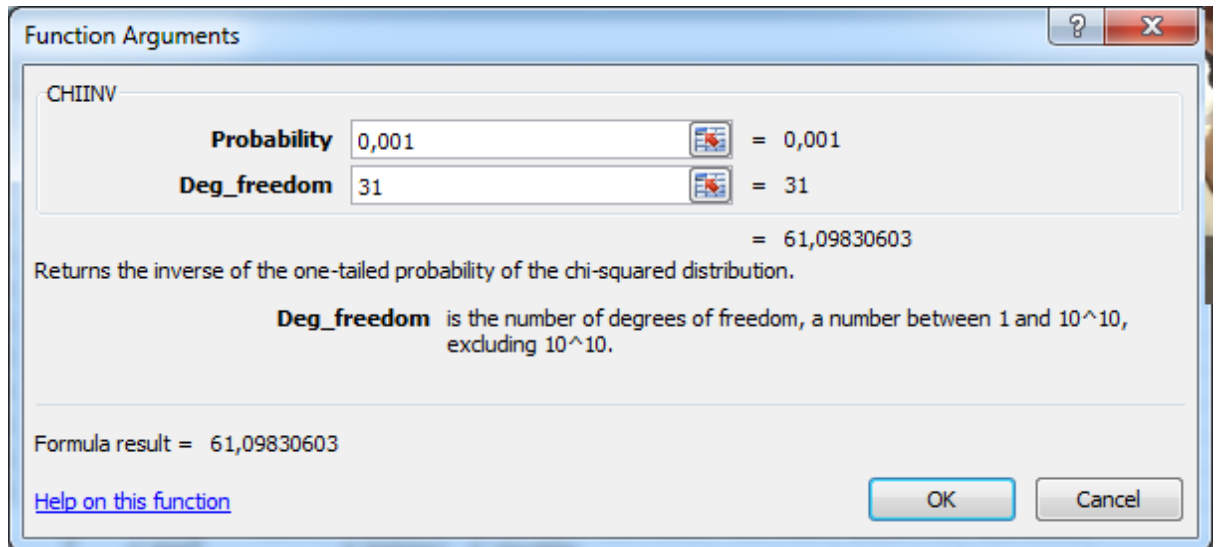 Function Arguments
CHIINV
Probability 0,001 = 0,001
Deg_freedom 31 = 31
= 61,09830603
Returns the inverse of the one-tailed probability of the chi-squared distribution.
Deg_freedom is the number of degrees of freedom, a number between 1 and 10^10,
excluding 10^10.
Formula result = 61,09830603
Help on this function
OK Cancel